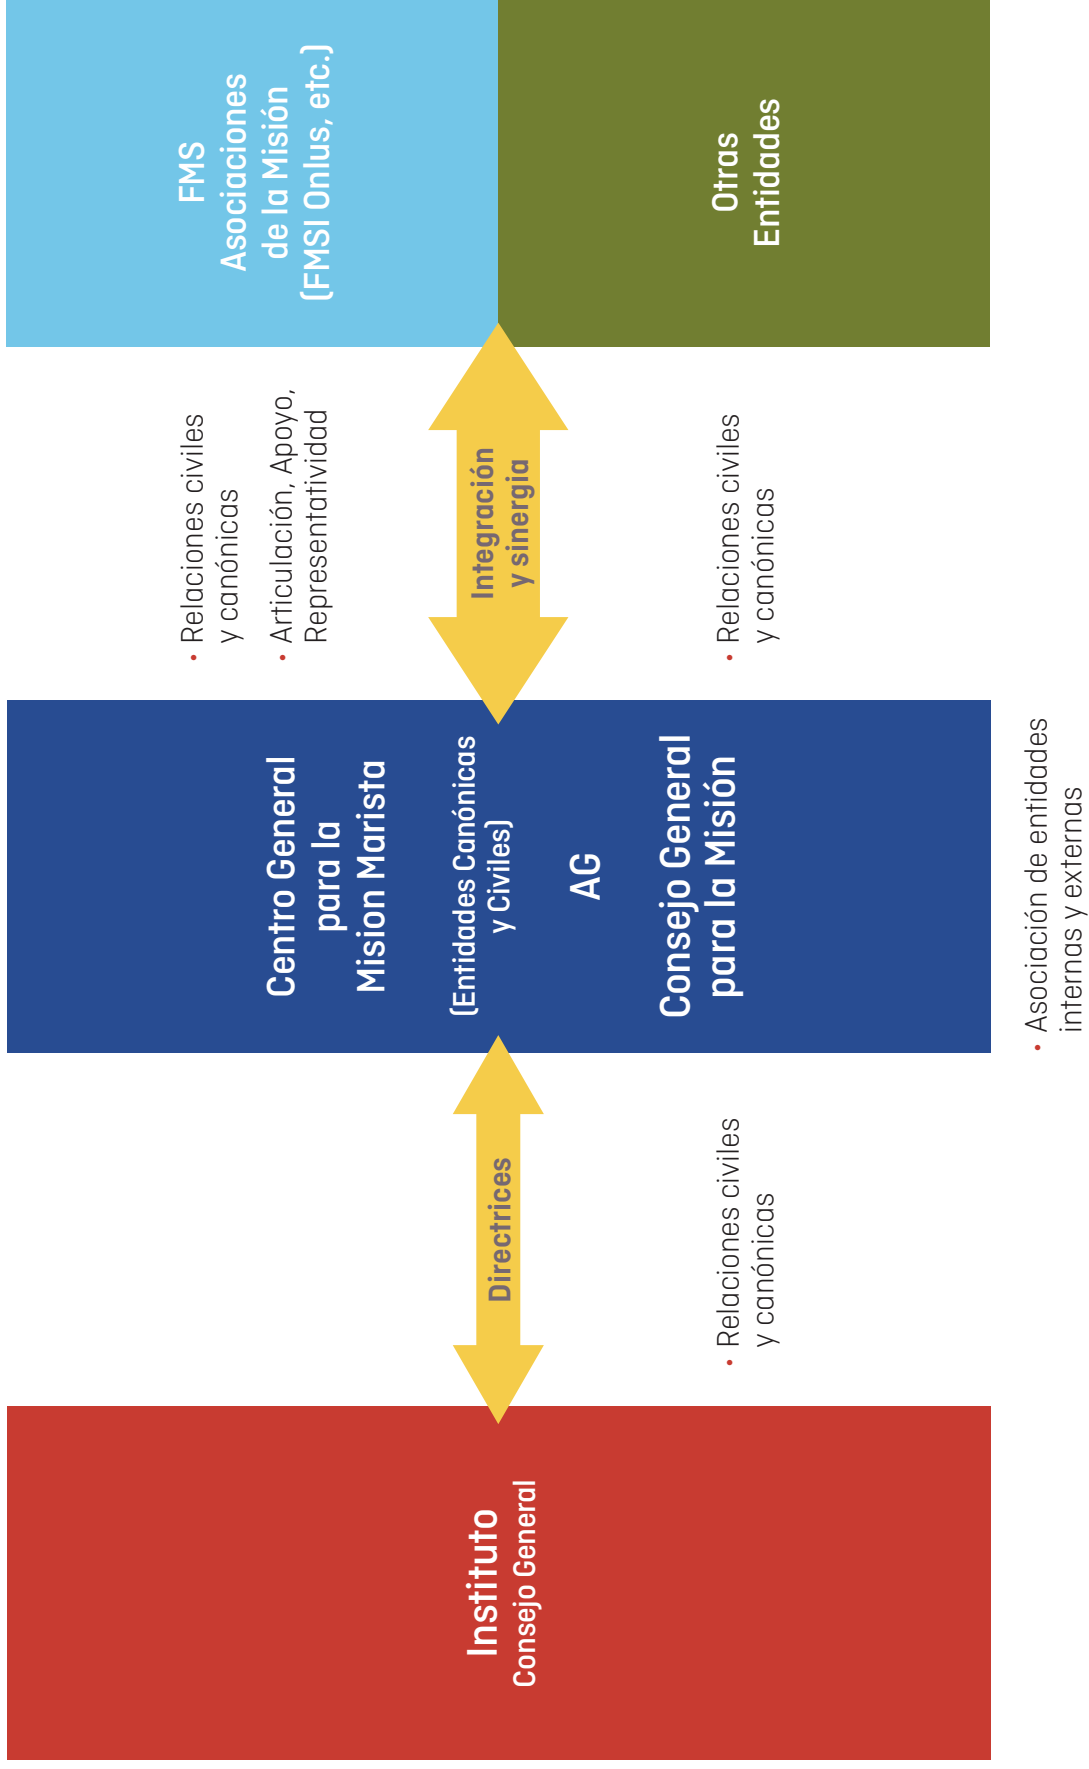 Instituto
Consejo General
Directrices
• Relaciones civiles
y canónicas
Centro General
para la
Mision Marista
(Entidades Canónicas
y Civiles)
AG
Consejo General
para la Misión
• Asociación de entidades
internas y externas
• Relaciones civiles
y canónicas
• Articulación, Apoyo,
Representatividad
Integración
y sinergia
• Relaciones civiles
y canónicas
FMS
Asociaciones
de la Misión
(FMSI Onlus, etc.)
Otras
Entidades